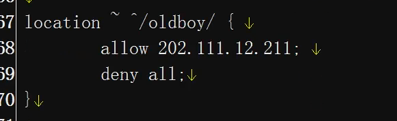 67 location ~ ^/oldboy/ { ↓
68 allow 202.111.12.211; ↓
69 deny all;↓
70 }↓